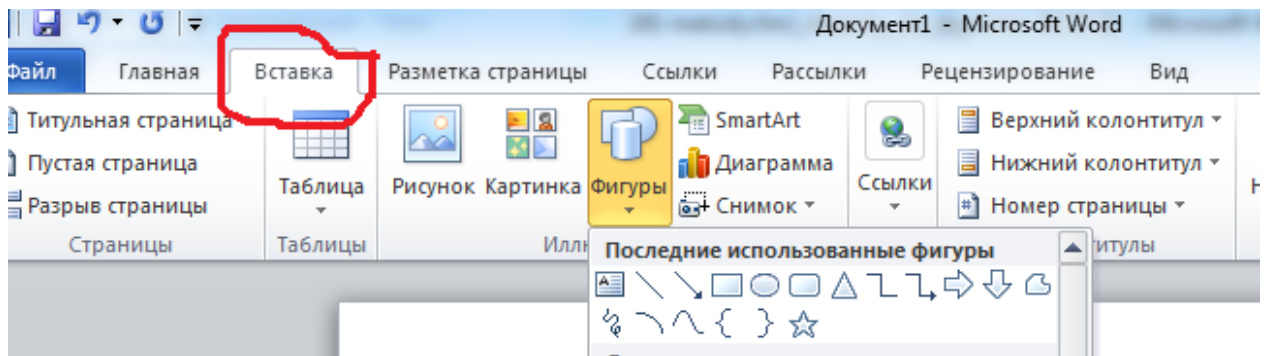 Документ1 - Microsoft Word
Файл Главная Вставка Разметка страницы Ссылки Рассылки Рецензирование Вид
Титульная страница
Пустая страница
Разрыв страницы
Страницы
Таблица
Таблицы
Рисунок Картинка Фигуры
SmartArt
Диаграмма
Снимок
Ссылки
Верхний колонтитул
Нижний колонтитул
Номер страницы
Последние использованные фигуры